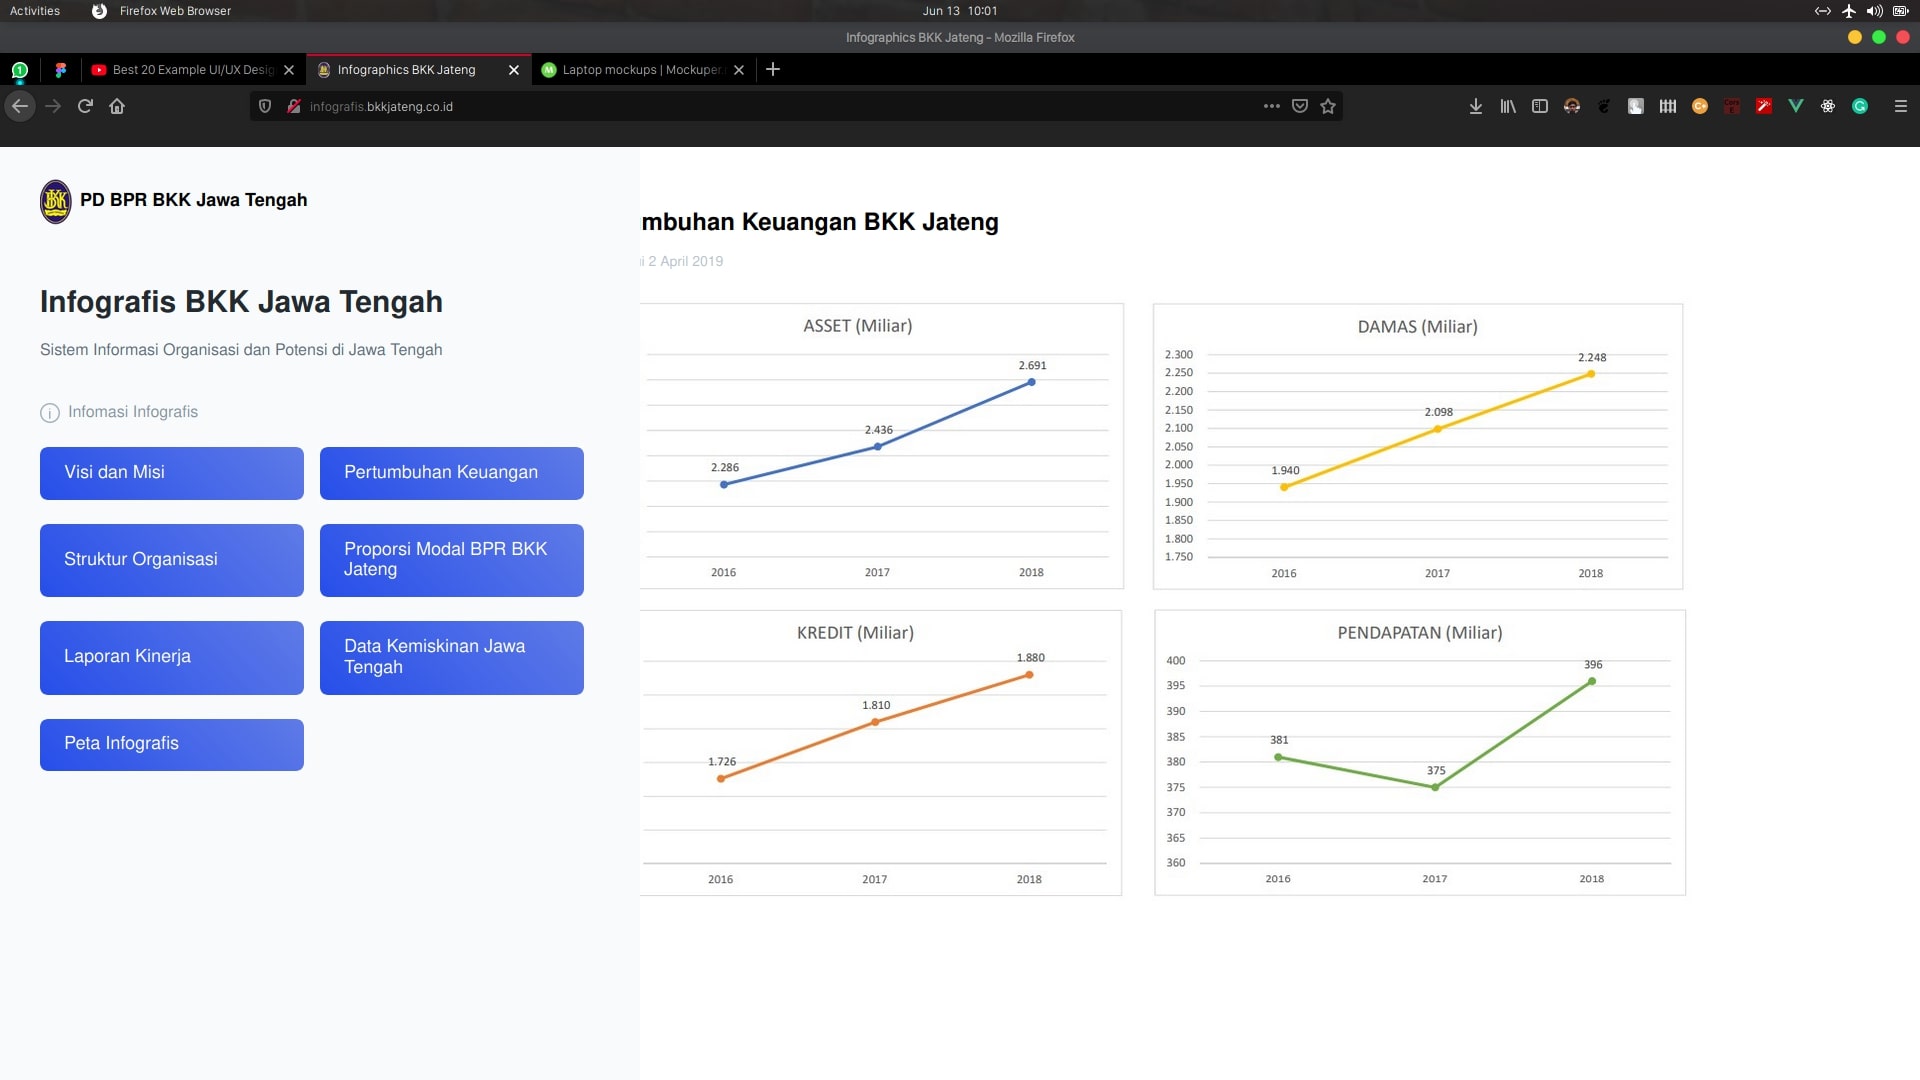 Activities
Firefox Web Browser
Jun 13 10:01
Infographics BKK Jateng - Mozilla Firefox
1
Best 20 Example UI/UX Desig
Infographics BKK Jateng
Laptop mockups | Mockuper.
infografis.bkkjateng.co.id
PD BPR BKK Jawa Tengah
Infografis BKK Jawa Tengah
Sistem Informasi Organisasi dan Potensi di Jawa Tengah
Infomasi Infografis
Visi dan Misi
Pertumbuhan Keuangan
Struktur Organisasi
Proporsi Modal BPR BKK
Jateng
Laporan Kinerja
Data Kemiskinan Jawa
Tengah
Peta Infografis
mbuhan Keuangan BKK Jateng
i 2 April 2019
ASSET (Miliar)
2.691
2.436
2.286
2016 2017 2018
DAMAS (Miliar)
2.300
2.250
2.200
2.150
2.100
2.050
2.000
1.950
1.900
1.850
1.800
1.750
2.248
2.098
1.940
2016 2017 2018
KREDIT (Miliar)
1.880
1.810
1.726
2016 2017 2018
PENDAPATAN (Miliar)
400
395
390
385
380
375
370
365
360
396
381
375
2016 2017 2018